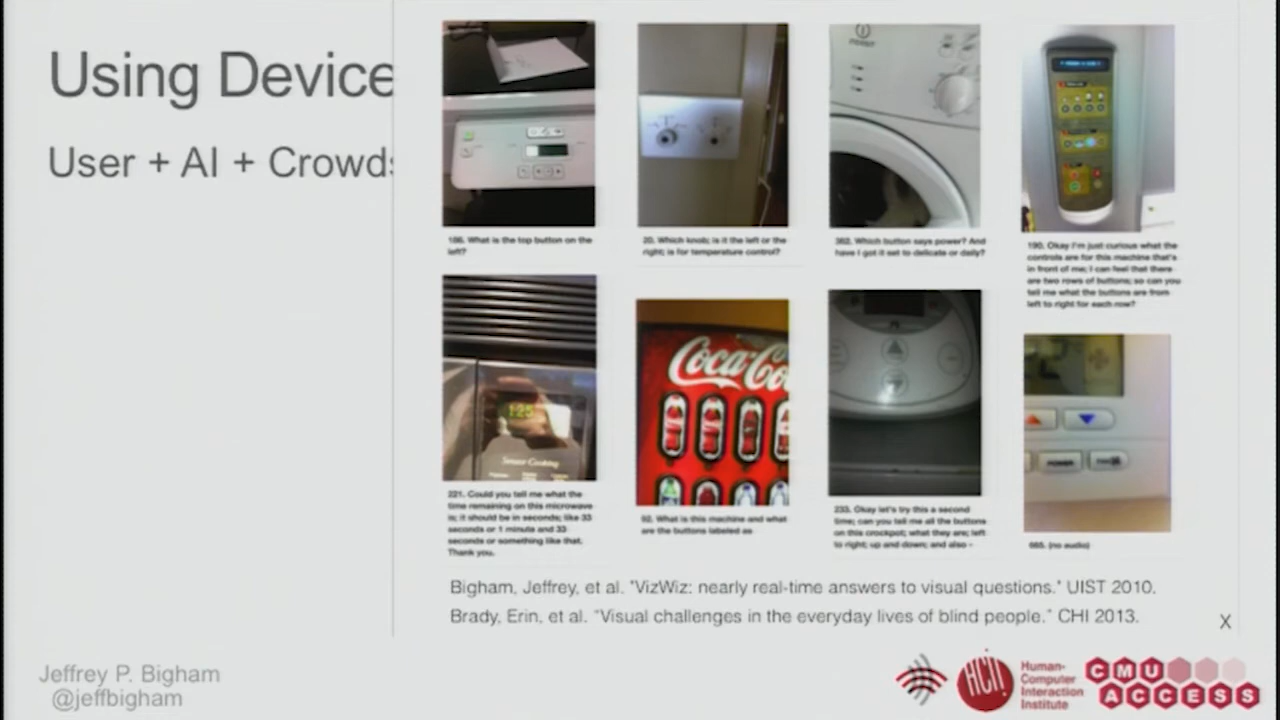 Using Device
User + AI + Crowds
186. What is the top button on the
left?
20. Which knob; is it the left or the
right; is for temperature control?
362. Which button says power? And
have I got it set to delicate or daily?
190. Okay I'm just curious what the
controls are for this machine that's
in front of me; I can feel that there
are two rows of buttons; so can you
tell me what the buttons are from
left to right for each row?
125
Sensor Cooking
Coca-Co
POWER
221. Could you tell me what the
time remaining on this microwave
is; it should be in seconds; like 33
seconds or 1 minute and 33
seconds or something like that.
Thank you.
92. What is this machine and what
are the buttons labeled as
233. Okay let's try this a second
time; can you tell me all the buttons
on this crockpot; what they are; left
to right; up and down; and also -
665. (no audio)
Bigham, Jeffrey, et al. "VizWiz: nearly real-time answers to visual questions." UIST 2010.
Brady, Erin, et al. "Visual challenges in the everyday lives of blind people." CHI 2013.
X
Jeffrey P. Bigham
@jeffbigham
HCII
Human-
Computer
Interaction
Institute
CMU
ACCESS